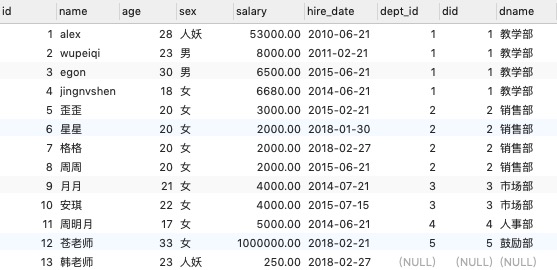 id name age sex salary hire_date dept_id did dname
1 alex 28 人妖 53000.00 2010-06-21 1 1 教学部
2 wupeiqi 23 男 8000.00 2011-02-21 1 1 教学部
3 egon 30 男 6500.00 2015-06-21 1 1 教学部
4 jingnvshen 18 女 6680.00 2014-06-21 1 1 教学部
5 歪歪 20 女 3000.00 2015-02-21 2 2 销售部
6 星星 20 女 2000.00 2018-01-30 2 2 销售部
7 格格 20 女 2000.00 2018-02-27 2 2 销售部
8 周周 20 女 2000.00 2015-06-21 2 2 销售部
9 月月 21 女 4000.00 2014-07-21 3 3 市场部
10 安琪 22 女 4000.00 2015-07-15 3 3 市场部
11 周明月 17 女 5000.00 2014-06-21 4 4 人事部
12 苍老师 33 女 1000000.00 2018-02-21 5 5 鼓励部
13 韩老师 23 人妖 250.00 2018-02-27 (NULL) (NULL) (NULL)